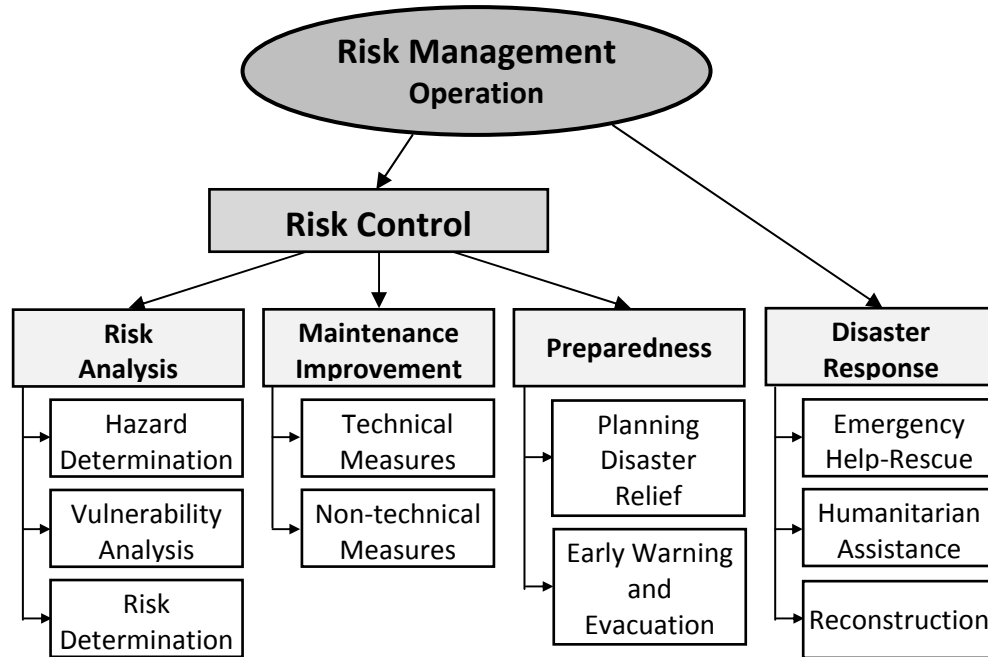 Risk Management
Operation
Risk Control
Risk
Analysis
Maintenance
Improvement
Preparedness
Disaster
Response
Hazard
Determination
Vulnerability
Analysis
Risk
Determination
Technical
Measures
Non-technical
Measures
Planning
Disaster
Relief
Early Warning
and
Evacuation
Emergency
Help-Rescue
Humanitarian
Assistance
Reconstruction